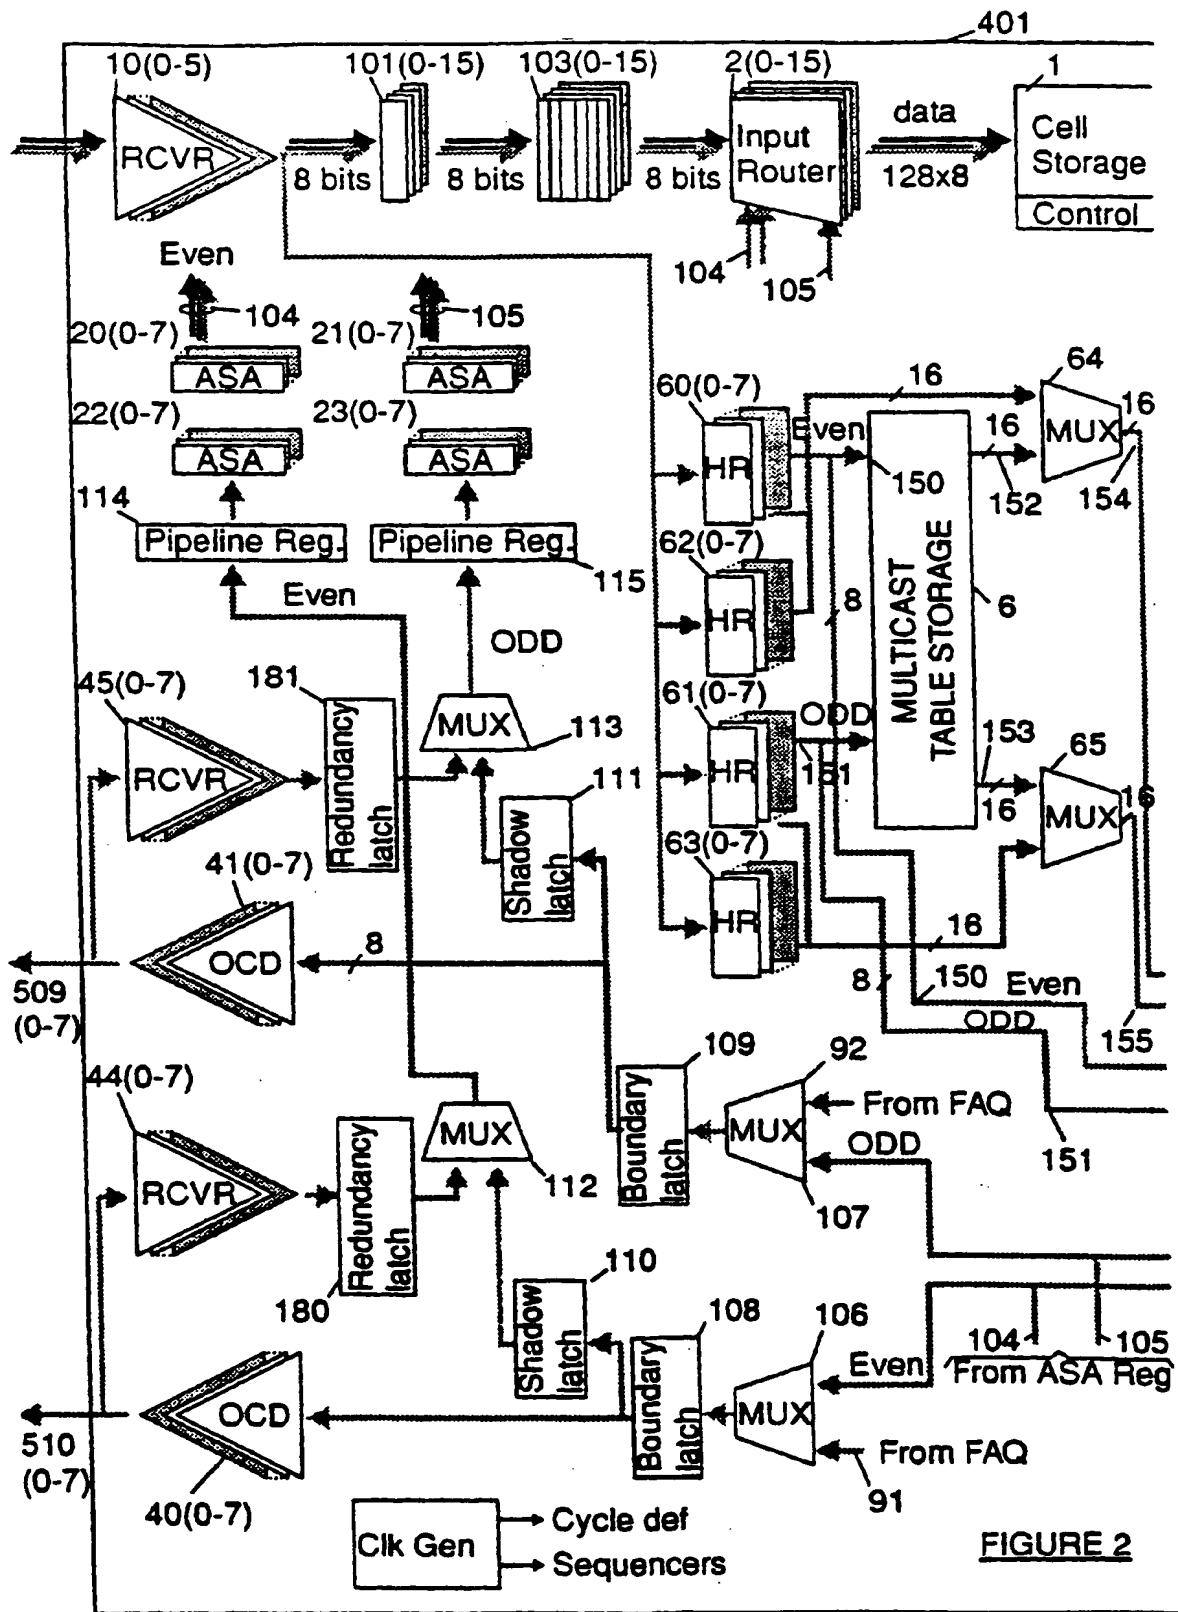 401
10(0-5)
101(0-15)
103(0-15)
2(0-15)
1
RCVR
8 bits
8 bits
8 bits
Input
Router
data
128x8
Cell
Storage
Control
104
105
Even
104
105
20(0-7)
21(0-7)
ASA
ASA
22(0-7)
23(0-7)
ASA
ASA
114
Pipeline Reg.
Pipeline Reg.
115
Even
ODD
60(0-7)
HR
Even
150
16
64
MUX
16
16
152
154
62(0-7)
HR
8
MULTICAST
TABLE STORAGE
6
61(0-7)
HR
ODD
151
153
16
65
MUX
16
63(0-7)
HR
16
8
150
Even
ODD
155
151
45(0-7)
RCVR
181
Redundancy
latch
MUX
113
111
Shadow
latch
41(0-7)
OCD
8
509
(0-7)
44(0-7)
RCVR
Redundancy
latch
180
MUX
112
109
Boundary
latch
92
MUX
From FAQ
ODD
107
110
Shadow
latch
108
Boundary
latch
106
MUX
Even
From FAQ
91
104
105
From ASA Reg
OCD
510
(0-7)
40(0-7)
Clk Gen
Cycle def
Sequencers
FIGURE 2